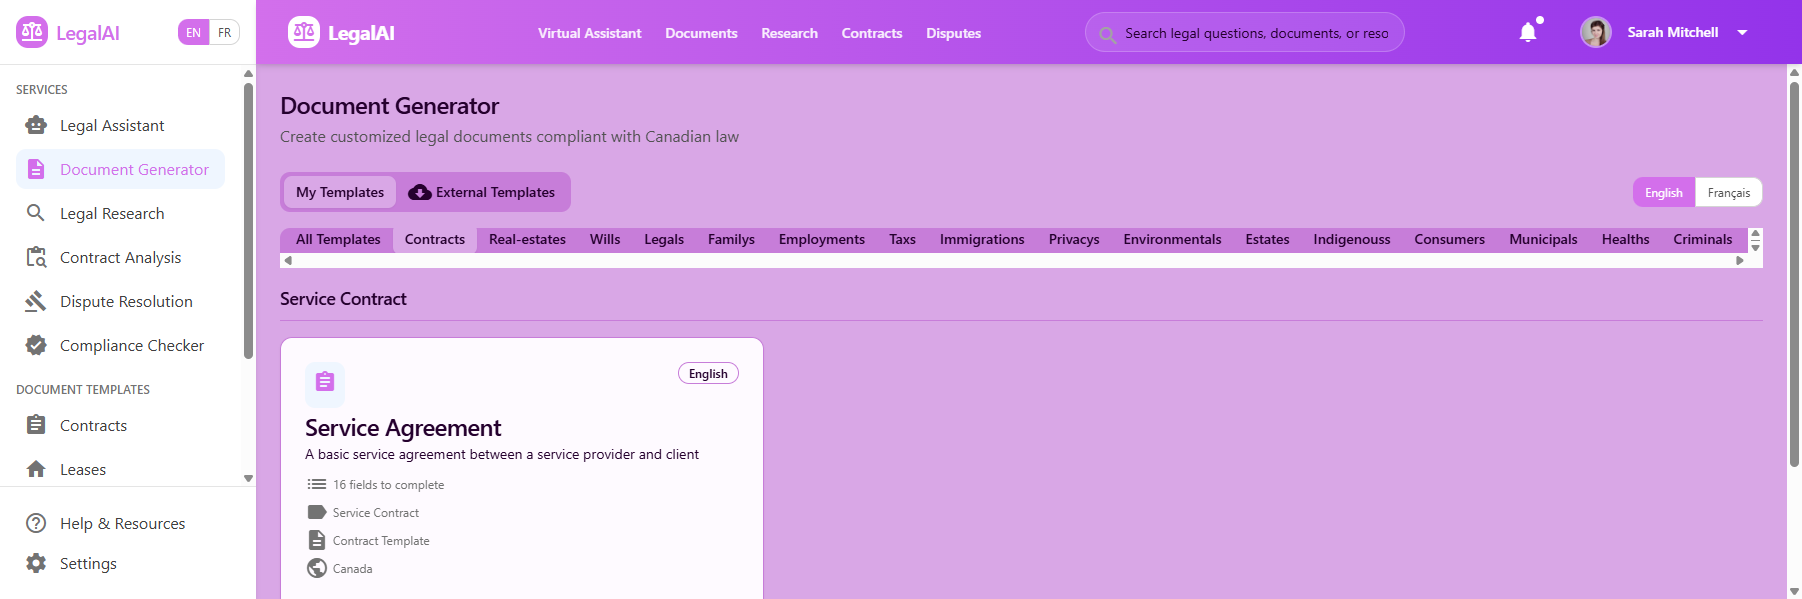 LegalAI
EN FR
SERVICES
Legal Assistant
Document Generator
Legal Research
Contract Analysis
Dispute Resolution
Compliance Checker
DOCUMENT TEMPLATES
Contracts
Leases
Help & Resources
Settings
LegalAI
Virtual Assistant Documents Research Contracts Disputes
Search legal questions, documents, or reso
Sarah Mitchell
Document Generator
Create customized legal documents compliant with Canadian law
My Templates External Templates
English Français
All Templates Contracts Real-estates Wills Legals Familys Employments Taxs Immigrations Privacys Environmentals Estates Indigenouss Consumers Municipals Healths Criminals
Service Contract
English
Service Agreement
A basic service agreement between a service provider and client
16 fields to complete
Service Contract
Contract Template
Canada